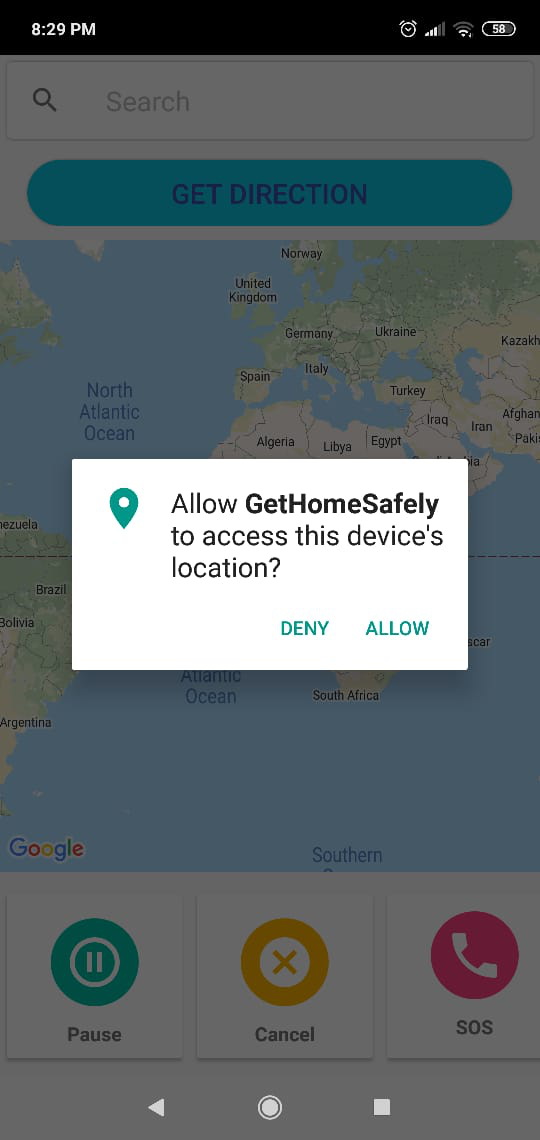 8:29 PM
58
Search
GET DIRECTION
Norway
United
Kingdom
Germany
Ukraine
Kazakh
Spain
Italy
Turkey
North
Atlantic
Ocean
Iraq
Iran
Afghan
Pakis
Algeria
Libya
Egypt
Allow GetHomeSafely
to access this device's
location?
DENY
ALLOW
nezuela
Brazil
Bolivia
scar
Atlantic
Ocean
South Africa
Argentina
Google
Southern
Pause
Cancel
SOS